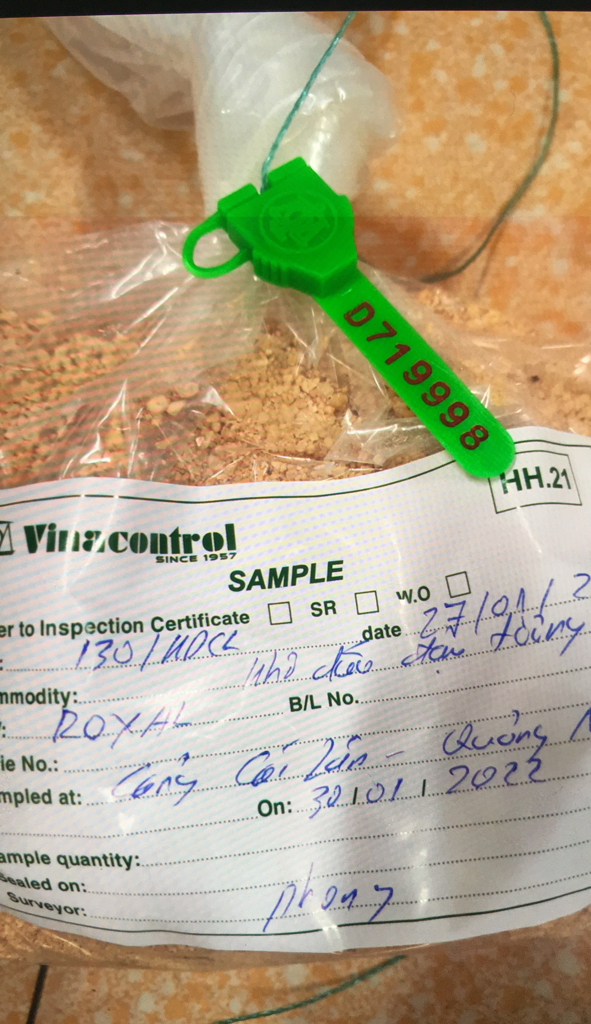 D719998
HH.21
Vinacontrol
SINCE 1957
SAMPLE
er to Inspection Certificate SR W.O
130/ date 27/01/2
mmodity: Khô dầu đậu tương
ROYAL B/L No.
ie No.:
mpled at: Cảng Cái Lân - Quảng N
On: 30/01/2022
ample quantity:
Sealed on:
Surveyor: phong